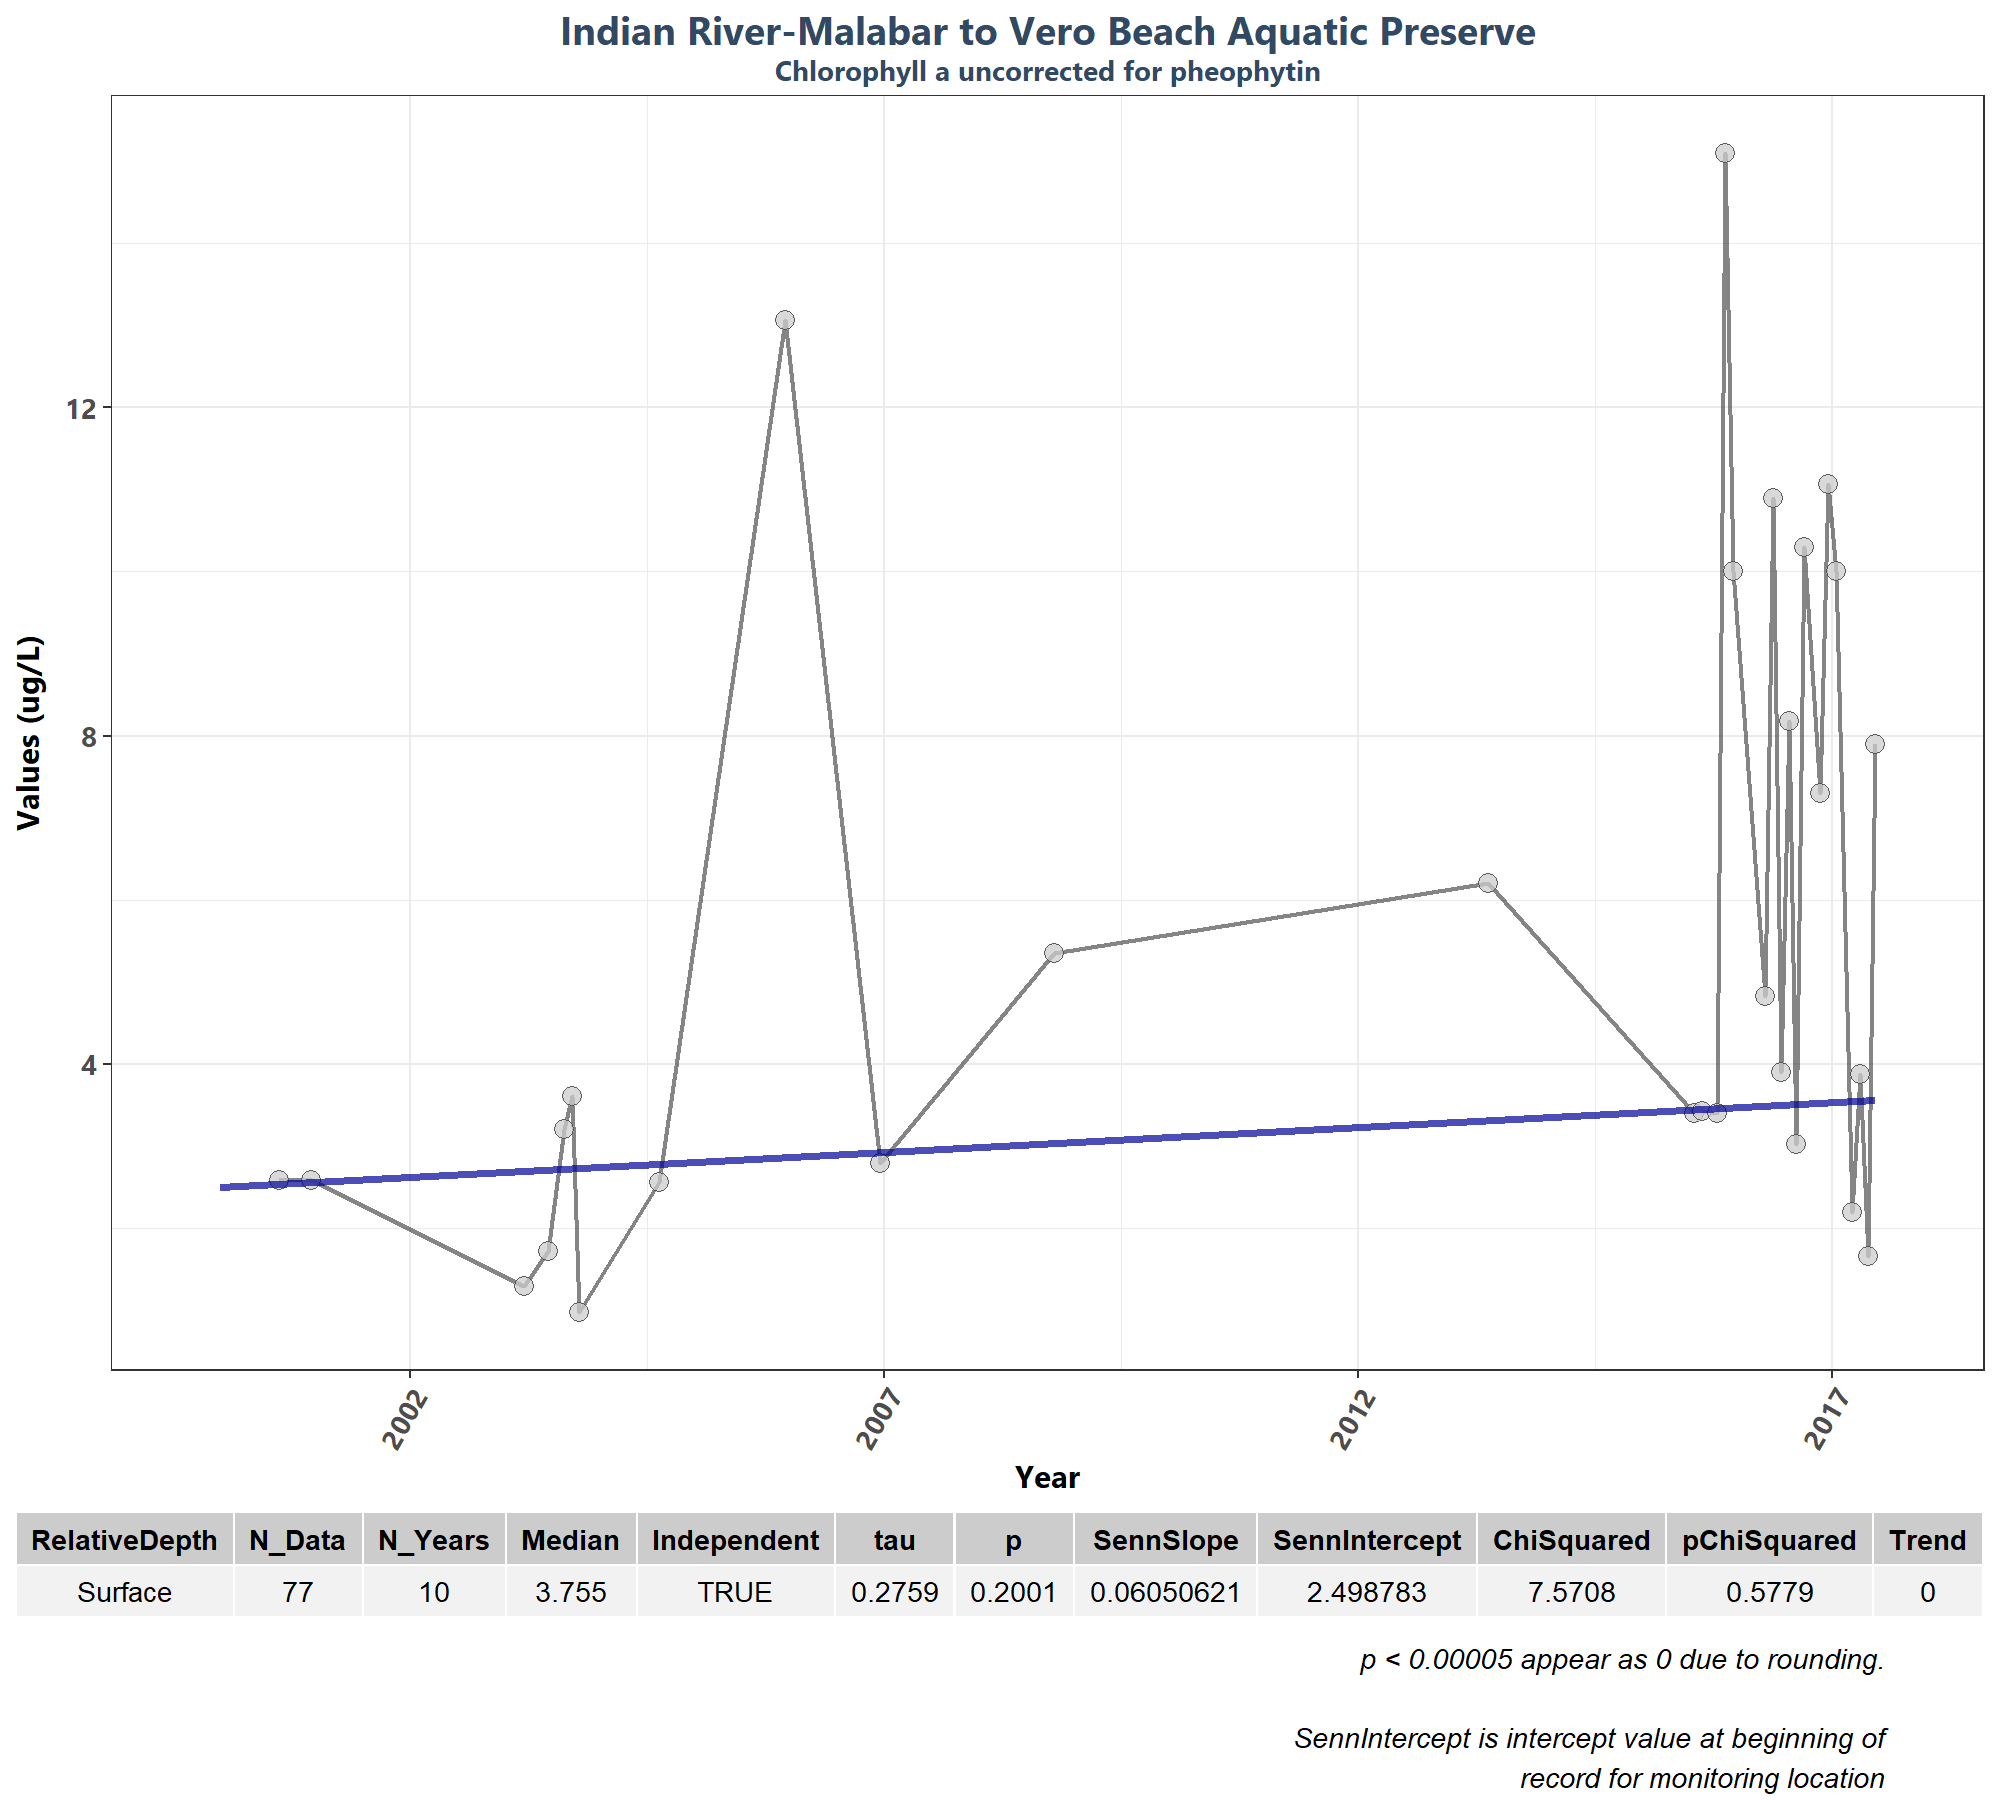 Indian River-Malabar to Vero Beach Aquatic Preserve
Chlorophyll a uncorrected for pheophytin
Values (ug/L)
12
8
4
2002 2007 2012 2017
Year
RelativeDepth N_Data N_Years Median Independent tau p SennSlope SennIntercept ChiSquared pChiSquared Trend
Surface 77 10 3.755 TRUE 0.2759 0.2001 0.06050621 2.498783 7.5708 0.5779 0
p < 0.00005 appear as 0 due to rounding.
SennIntercept is intercept value at beginning of
record for monitoring location